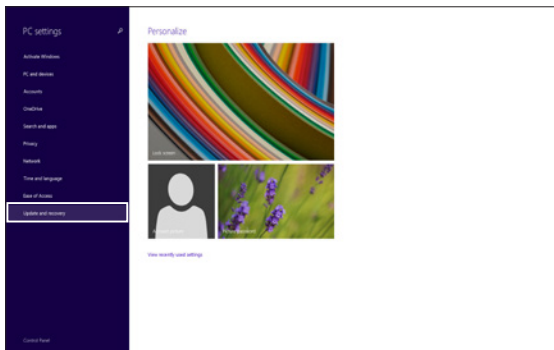 PC settings
Activate Windows
PC and devices
Accounts
OneDrive
Search and apps
Privacy
Network
Time and language
Ease of Access
Update and recovery
Control Panel
Personalize
Lock screen
View recently used settings